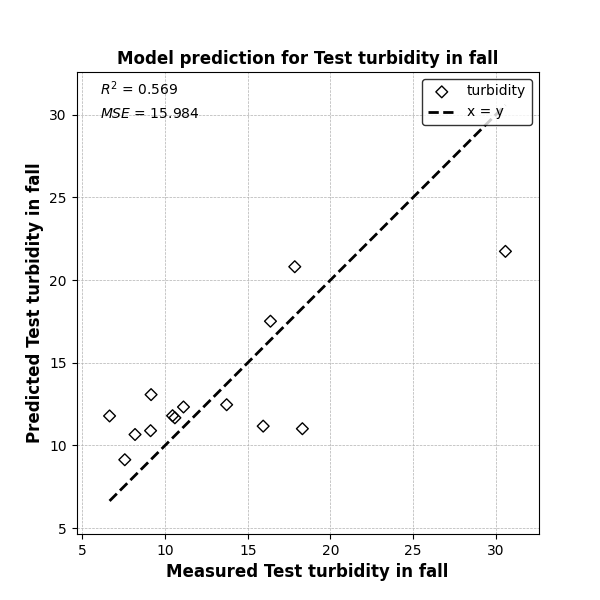 Model prediction for Test turbidity in fall
R² = 0.569
MSE = 15.984
turbidity
x = y
30
25
20
15
10
5
Predicted Test turbidity in fall
5 10 15 20 25 30
Measured Test turbidity in fall